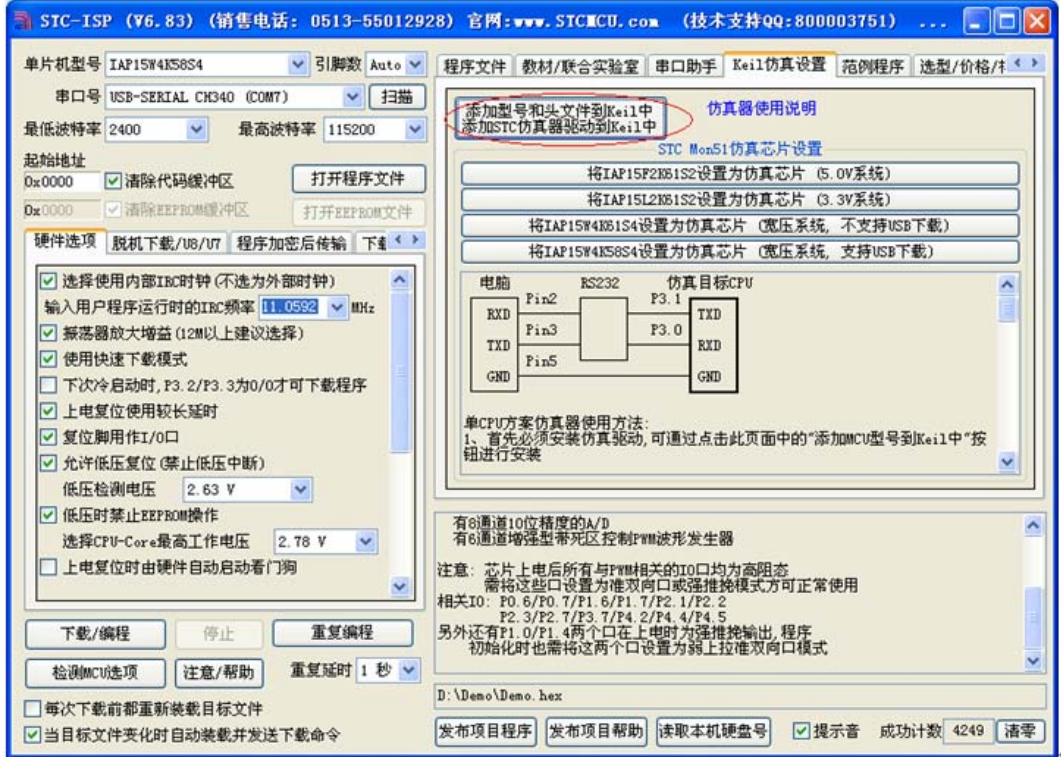 STC-ISP (V6.83) (销售电话: 0513-55012928) 官网:www.STCMCU.com (技术支持QQ:800003751) ...
单片机型号 IAP15W4K58S4 引脚数 Auto
串口号 USB-SERIAL CH340 (COM7) 扫描
最低波特率 2400 最高波特率 115200
起始地址
0x0000 清除代码缓冲区 打开程序文件
0x0000 清除EEPROM缓冲区 打开EEPROM文件
硬件选项 脱机下载/U8/U7 程序加密后传输
选择使用内部IRC时钟(不选为外部时钟)
输入用户程序运行时的IRC频率 11.0592 MHz
振荡器放大增益(12M以上建议选择)
使用快速下载模式
下次冷启动时,P3.2/P3.3为0/0才可下载程序
上电复位使用较长延时
复位脚用作I/O口
允许低压复位(禁止低压中断)
低压检测电压 2.63 V
低压时禁止EEPROM操作
选择CPU-Core最高工作电压 2.78 V
上电复位时由硬件自动启动看门狗
下载/编程 停止 重复编程
检测MCU选项 注意/帮助 重复延时 1 秒
每次下载前都重新装载目标文件
当目标文件变化时自动装载并发送下载命令
程序文件 教材/联合实验室 串口助手 Keil仿真设置 范例程序 选型/价格/
添加型号和头文件到Keil中
添加STC仿真器驱动到Keil中
仿真器使用说明
STC Mon51仿真芯片设置
将IAP15F2K61S2设置为仿真芯片 (5.0V系统)
将IAP15L2K61S2设置为仿真芯片 (3.3V系统)
将IAP15W4K61S4设置为仿真芯片 (宽压系统, 不支持USB下载)
将IAP15W4K58S4设置为仿真芯片 (宽压系统, 支持USB下载)
电脑 RS232 仿真目标CPU
Pin2 P3.1
RXD TXD
Pin3 P3.0
TXD RXD
Pin5
GND GND
单CPU方案仿真器使用方法:
1、首先必须安装仿真驱动,可通过点击此页面中的"添加MCU型号到Keil中"按
钮进行安装
有8通道10位精度的A/D
有6通道增强型带死区控制PWM波形发生器
注意: 芯片上电后所有与PWM相关的IO口均为高阻态
需将这些口设置为准双向口或强推挽模式方可正常使用
相关IO: P0.6/P0.7/P1.6/P1.7/P2.1/P2.2
P2.3/P2.7/P3.7/P4.2/P4.4/P4.5
另外还有P1.0/P1.4两个口在上电时为强推挽输出,程序
初始化时也需将这两个口设置为弱上拉准双向口模式
D:\Demo\Demo.hex
发布项目程序 发布项目帮助 读取本机硬盘号 提示音 成功计数 4249 清零